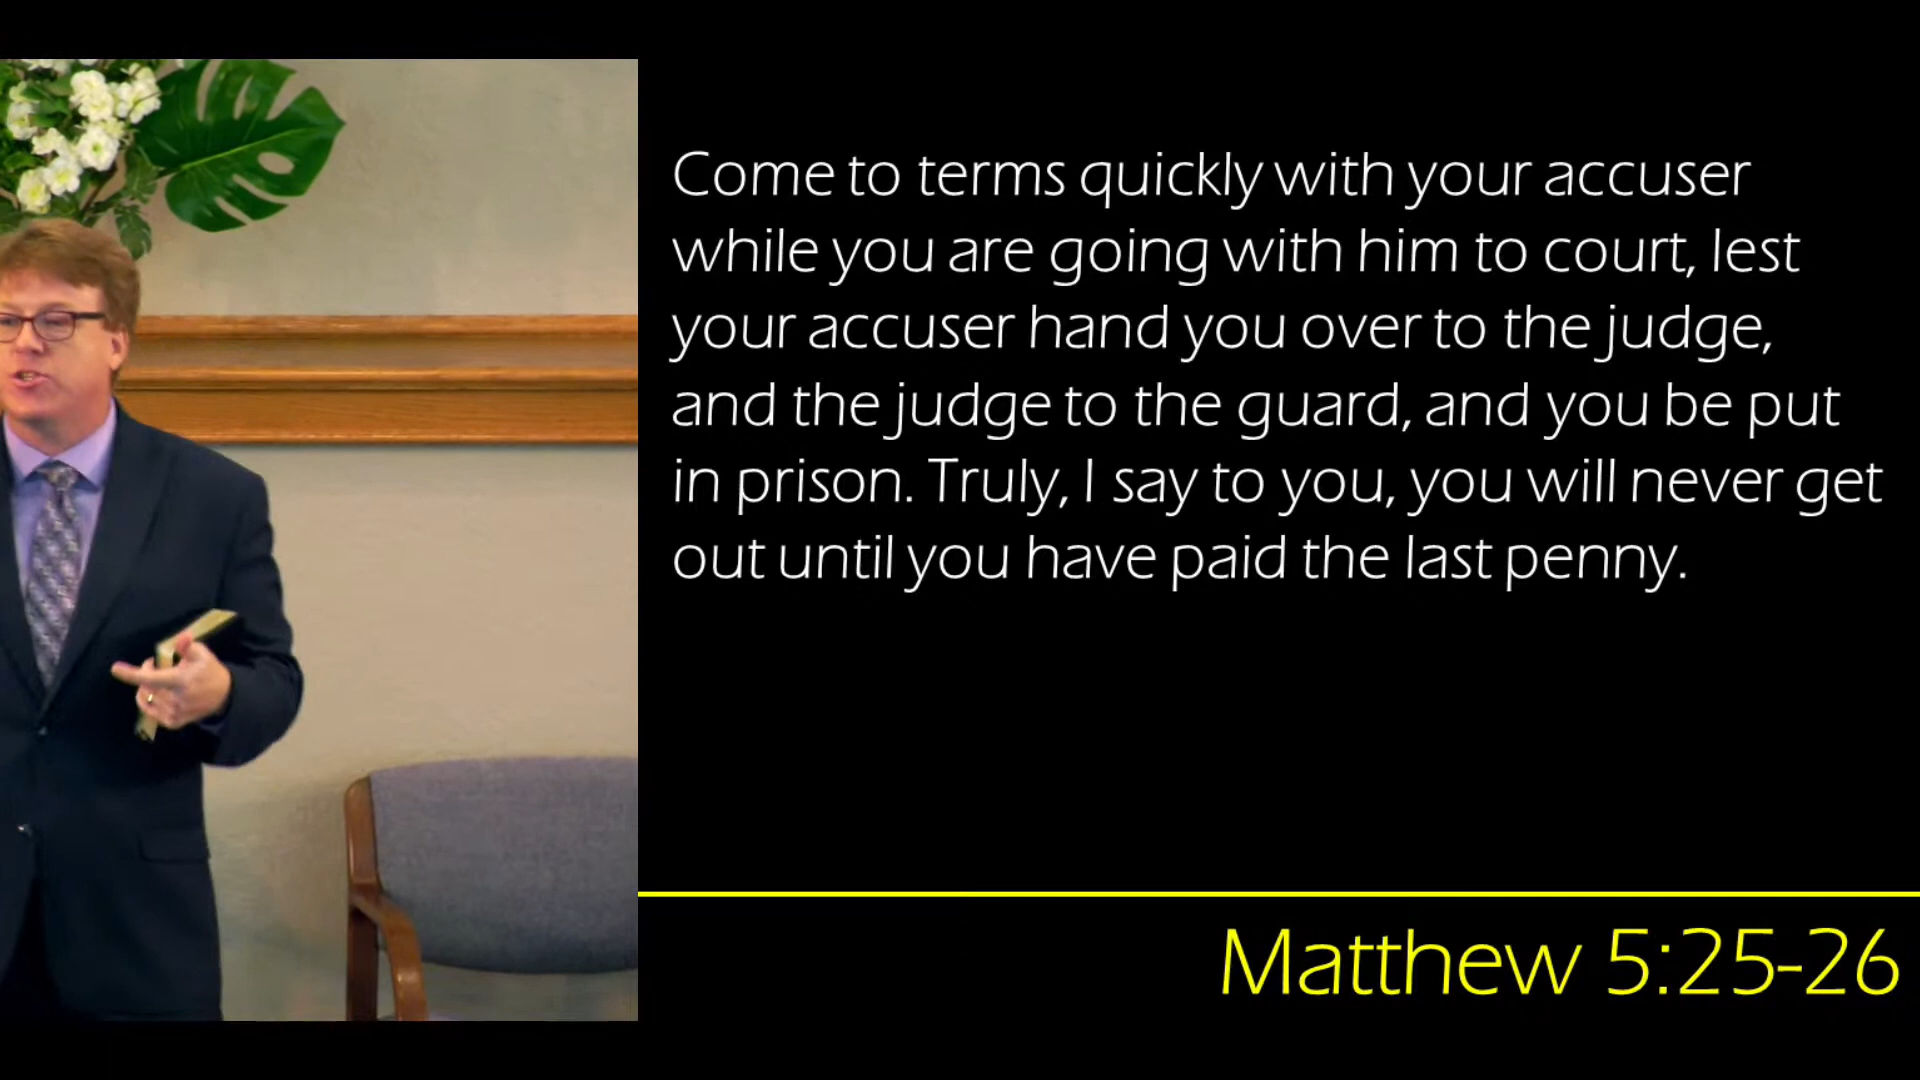 Come to terms quickly with your accuser
while you are going with him to court, lest
your accuser hand you over to the judge,
and the judge to the guard, and you be put
in prison. Truly, I say to you, you will never get
out until you have paid the last penny.
Matthew 5:25-26